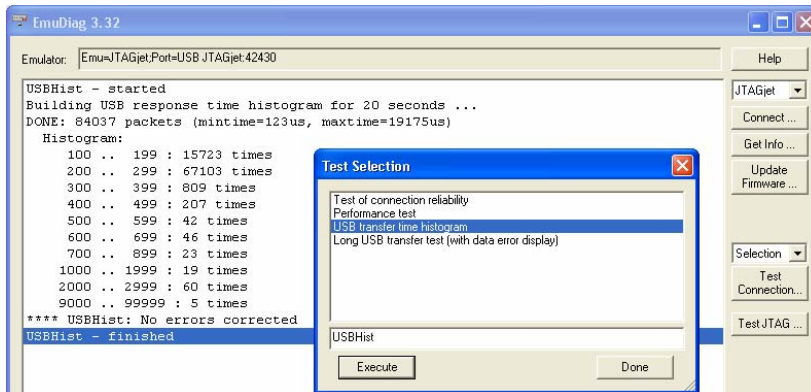 EmuDiag 3.32
Emulator: Emu=JTAGjet;Port=USB JTAGjet:42430
Help
JTAGjet
Connect ...
Get Info ...
Update
Firmware ...
Selection
Test
Connection...
Test JTAG ...
USBHist - started
Building USB response time histogram for 20 seconds ...
DONE: 84037 packets (mintime=123us, maxtime=19175us)
Histogram:
100 .. 199 : 15723 times
200 .. 299 : 67103 times
300 .. 399 : 809 times
400 .. 499 : 207 times
500 .. 599 : 42 times
600 .. 699 : 46 times
700 .. 899 : 23 times
1000 .. 1999 : 19 times
2000 .. 2999 : 60 times
9000 .. 99999 : 5 times
**** USBHist: No errors corrected
USBHist - finished
Test Selection
Test of connection reliability
Performance test
USB transfer time histogram
Long USB transfer test (with data error display)
USBHist
Execute
Done